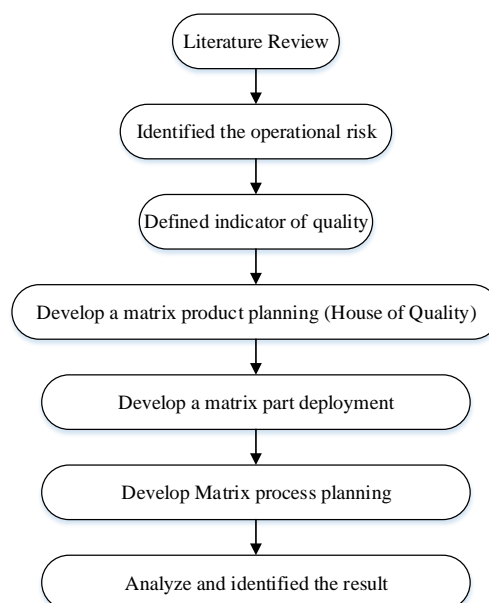 Literature Review
Identified the operational risk
Defined indicator of quality
Develop a matrix product planning (House of Quality)
Develop a matrix part deployment
Develop Matrix process planning
Analyze and identified the result